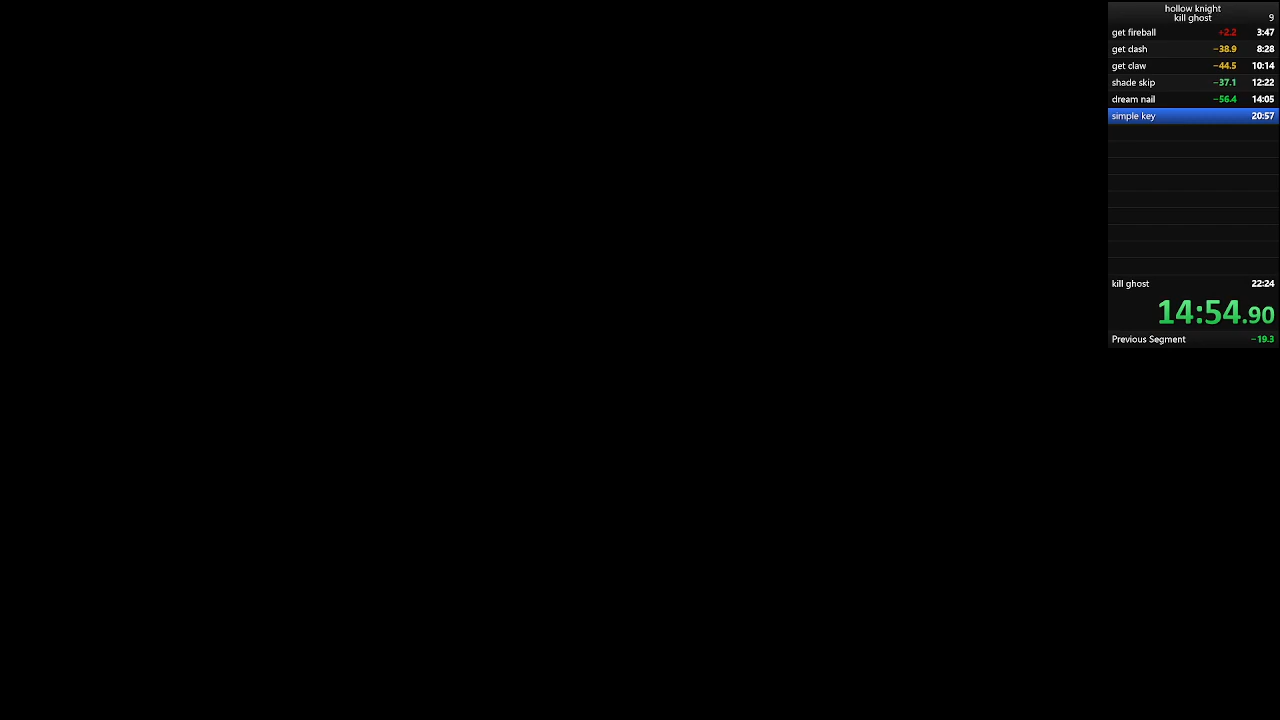 hollow knight
kill ghost 9
get fireball +2.2 3:47
get dash −38.9 8:28
get claw −44.5 10:14
shade skip −37.1 12:22
dream nail −56.4 14:05
simple key 20:57
kill ghost 22:24
14:54.90
Previous Segment −19.3